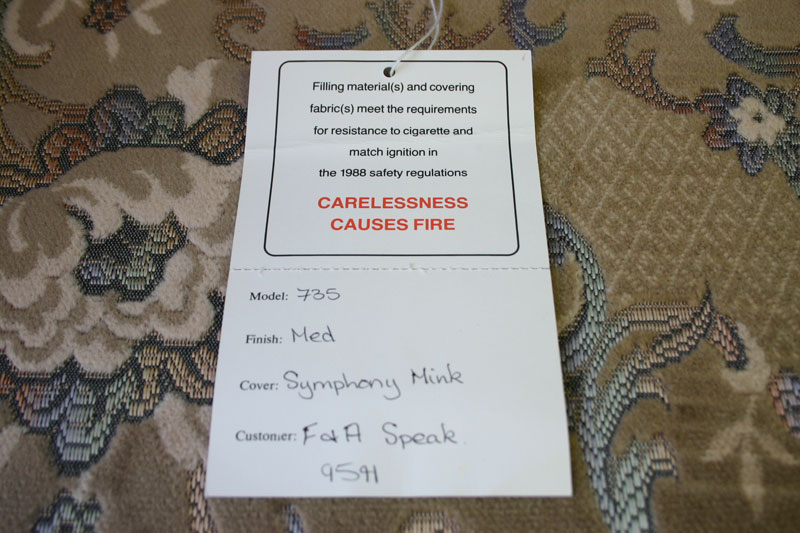 Filling material(s) and covering
fabric(s) meet the requirements
for resistance to cigarette and
match ignition in
the 1988 safety regulations
CARELESSNESS
CAUSES FIRE
Model: 735
Finish: Med
Cover: Symphony Mink
Customer: F & A Speak.
9591